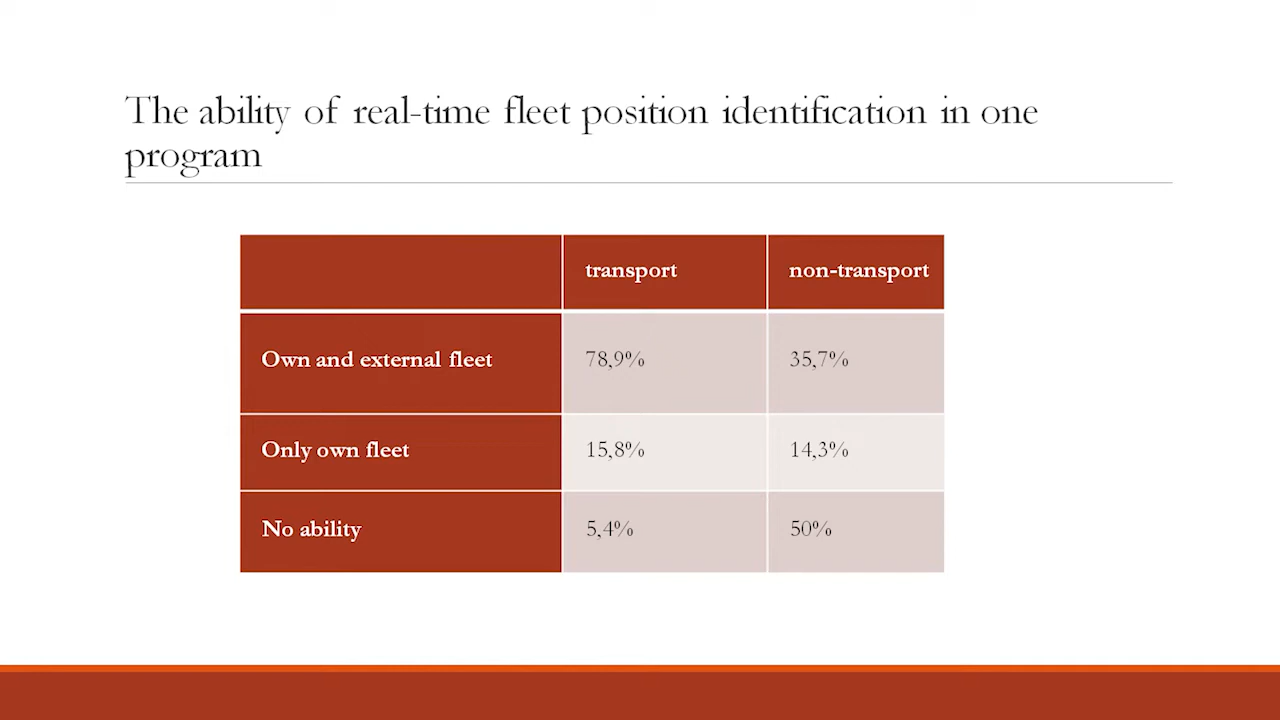 The ability of real-time fleet position identification in one
program
transport non-transport
Own and external fleet 78,9% 35,7%
Only own fleet 15,8% 14,3%
No ability 5,4% 50%